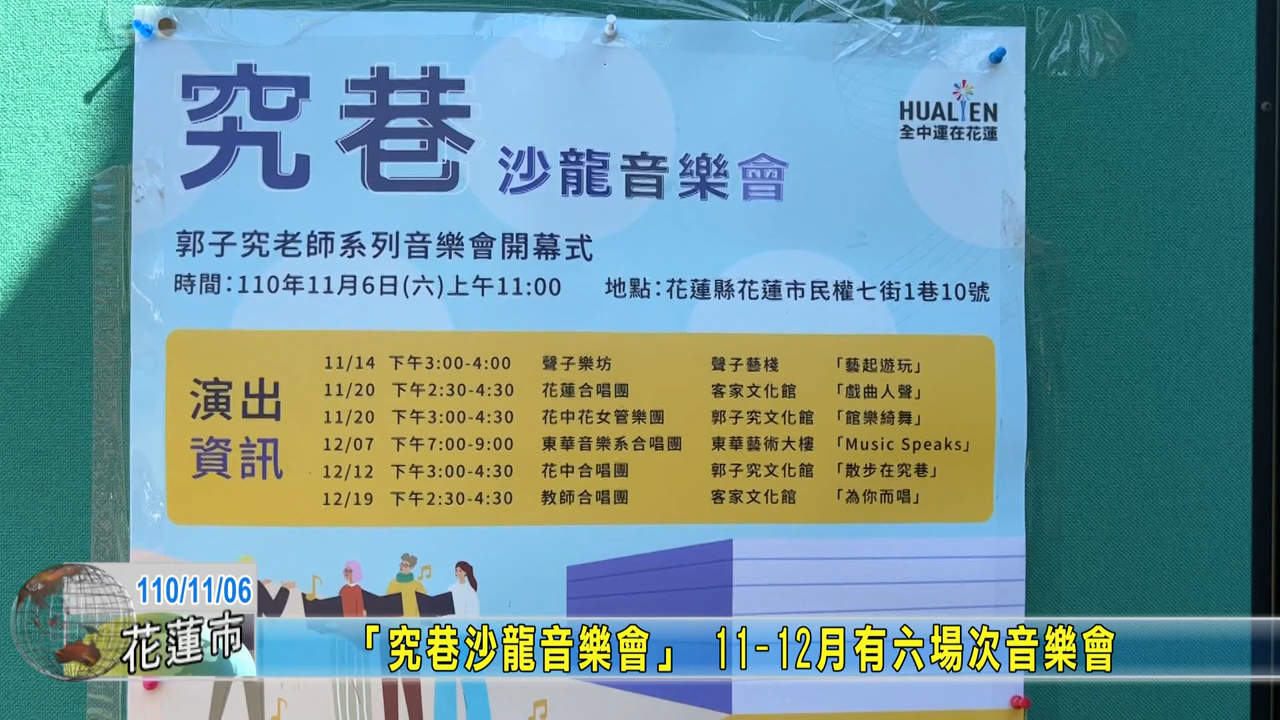 究巷 沙龍音樂會
HUALIEN
全中運在花蓮
郭子究老師系列音樂會開幕式
時間:110年11月6日(六)上午11:00 地點:花蓮縣花蓮市民權七街1巷10號
演出資訊
11/14 下午3:00-4:00 聲子樂坊 聲子藝棧 「藝起遊玩」
11/20 下午2:30-4:30 花蓮合唱團 客家文化館 「戲曲人聲」
11/20 下午3:00-4:30 花中花女管樂團 郭子究文化館 「館樂綺舞」
12/07 下午7:00-9:00 東華音樂系合唱團 東華藝術大樓 「Music Speaks」
12/12 下午3:00-4:30 花中合唱團 郭子究文化館 「散步在究巷」
12/19 下午2:30-4:30 教師合唱團 客家文化館 「為你而唱」
110/11/06
花蓮市
「究巷沙龍音樂會」 11-12月有六場次音樂會